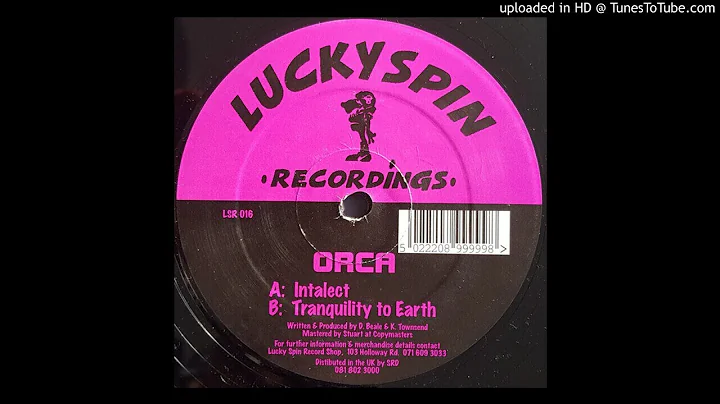 uploaded in HD @ TunesToTube.com
LUCKYSPIN
•RECORDINGS•
LSR 016
5 022208 999998 >
ORCA
A: Intalect
B: Tranquility to Earth
Written & Produced by D. Beale & K. Townsend
Mastered by Stuart at Copymasters
For further information & merchandise details contact
Lucky Spin Record Shop, 103 Holloway Rd. 071 609 3033
Distibuted in the UK by SRD
081 802 3000